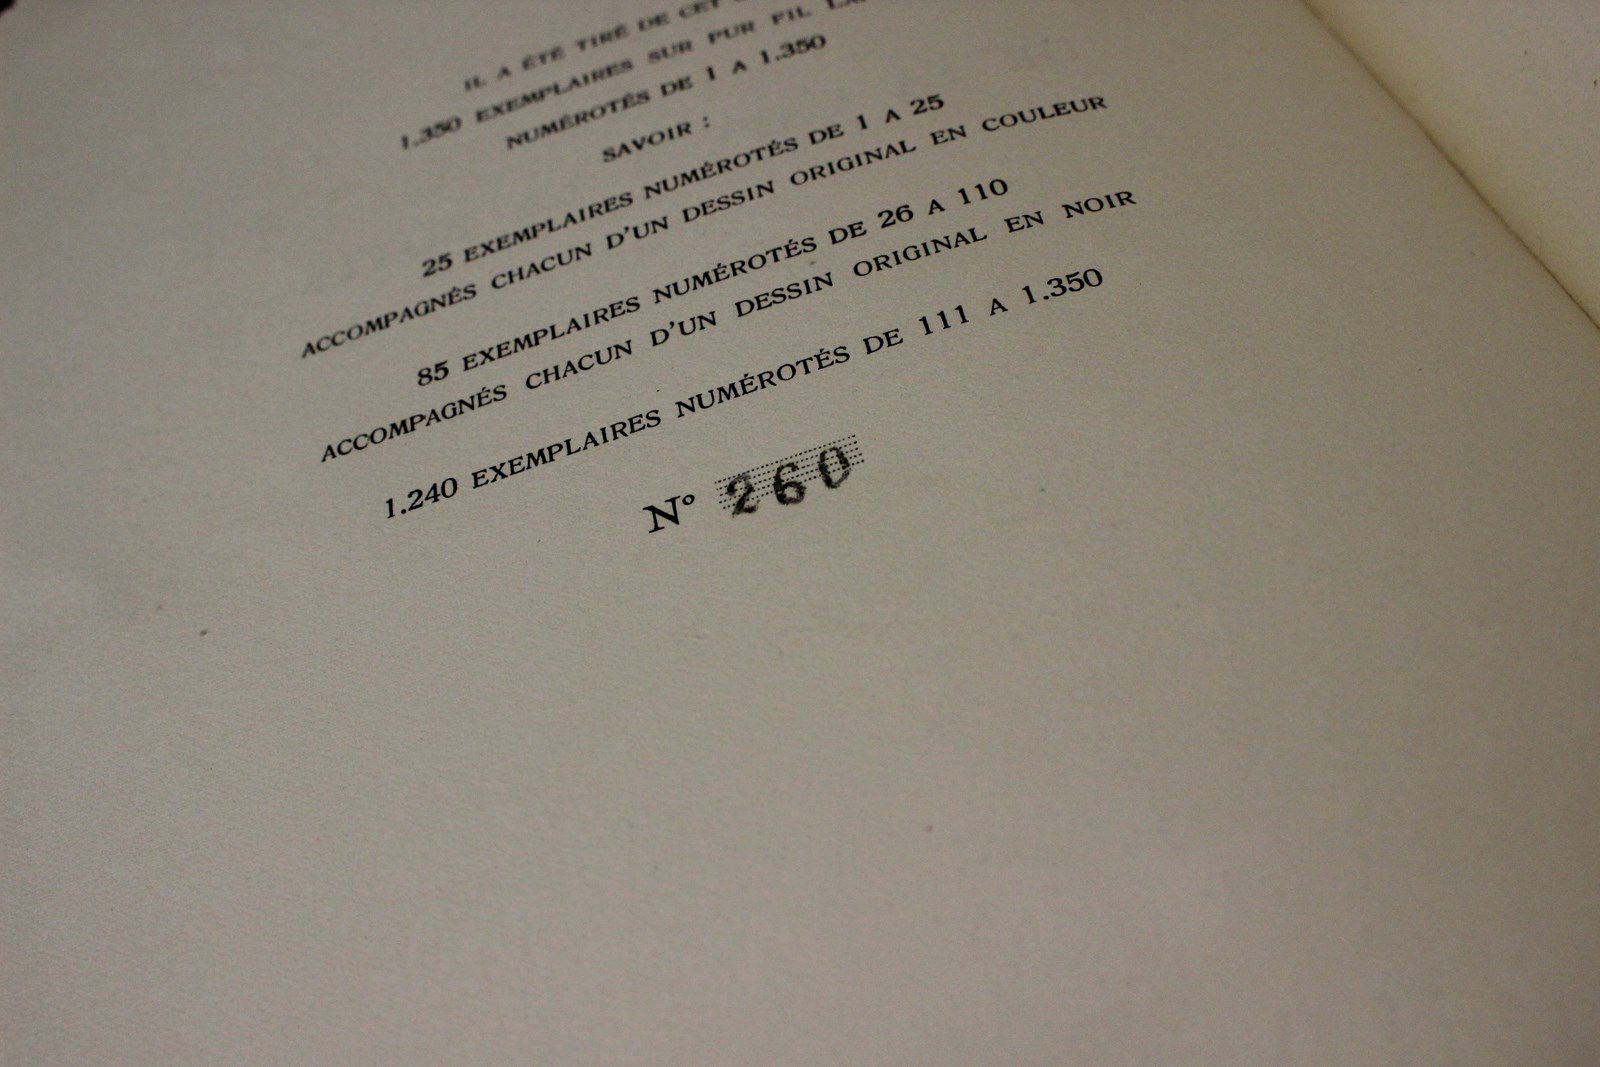 IL A ÉTÉ TIRÉ DE CET
1.350 EXEMPLAIRES SUR PUR FIL
NUMÉROTÉS DE 1 A 1.350
SAVOIR :
25 EXEMPLAIRES NUMÉROTÉS DE 1 A 25
ACCOMPAGNÉS CHACUN D'UN DESSIN ORIGINAL EN COULEUR
85 EXEMPLAIRES NUMÉROTÉS DE 26 A 110
ACCOMPAGNÉS CHACUN D'UN DESSIN ORIGINAL EN NOIR
1.240 EXEMPLAIRES NUMÉROTÉS DE 111 A 1.350
N° 260